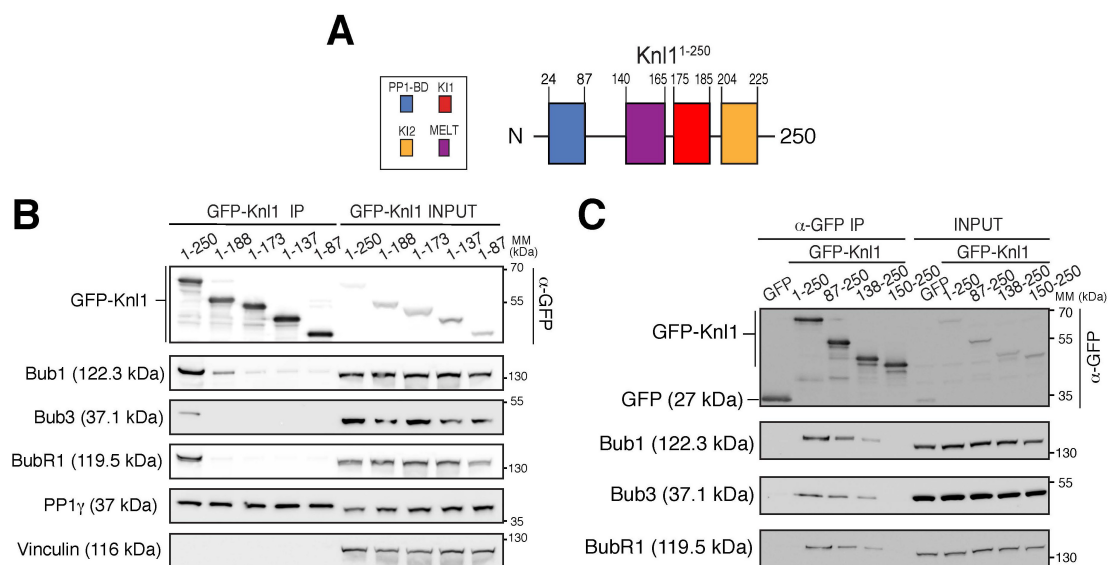 A
Knl1 1-250
PP1-BD KI1
KI2 MELT
24 87 140 165 175 185 204 225
N 250
B
GFP-Knl1 IP GFP-Knl1 INPUT
1-250 1-188 1-173 1-137 1-87 1-250 1-188 1-173 1-137 1-87 MM (kDa)
GFP-Knl1
70
55
α-GFP
Bub1 (122.3 kDa) 130
Bub3 (37.1 kDa) 55
BubR1 (119.5 kDa) 130
PP1γ (37 kDa) 35
Vinculin (116 kDa) 130
C
α-GFP IP INPUT
GFP-Knl1 GFP-Knl1
GFP 1-250 87-250 138-250 150-250 GFP 1-250 87-250 138-250 150-250 MM (kDa)
GFP-Knl1
70
55
α-GFP
GFP (27 kDa) 35
Bub1 (122.3 kDa) 130
Bub3 (37.1 kDa) 55
BubR1 (119.5 kDa) 130